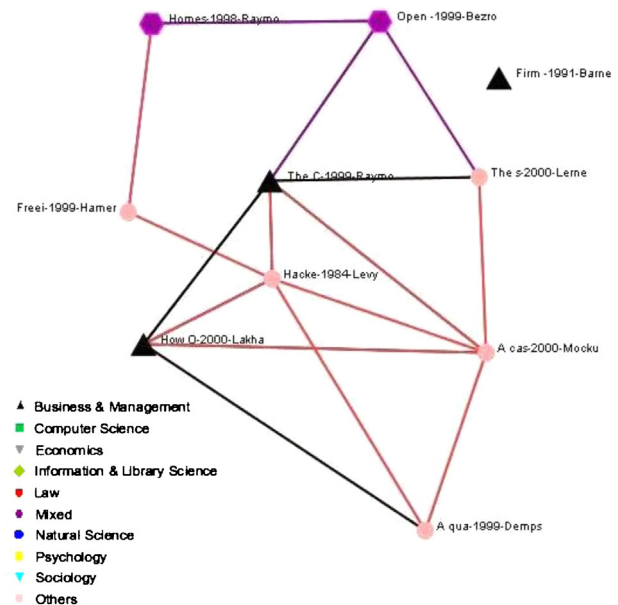 Homes-1998-Raymo
Open -1999-Bezro
Firm -1991-Barne
The C-1999-Raymo
The s-2000-Lerne
Freei-1999-Hamer
Hacke-1984-Levy
How O-2000-Lakha
A cas-2000-Mocku
Business & Management
Computer Science
Economics
Information & Library Science
Law
Mixed
A qua-1999-Demps
Natural Science
Psychology
Sociology
Others